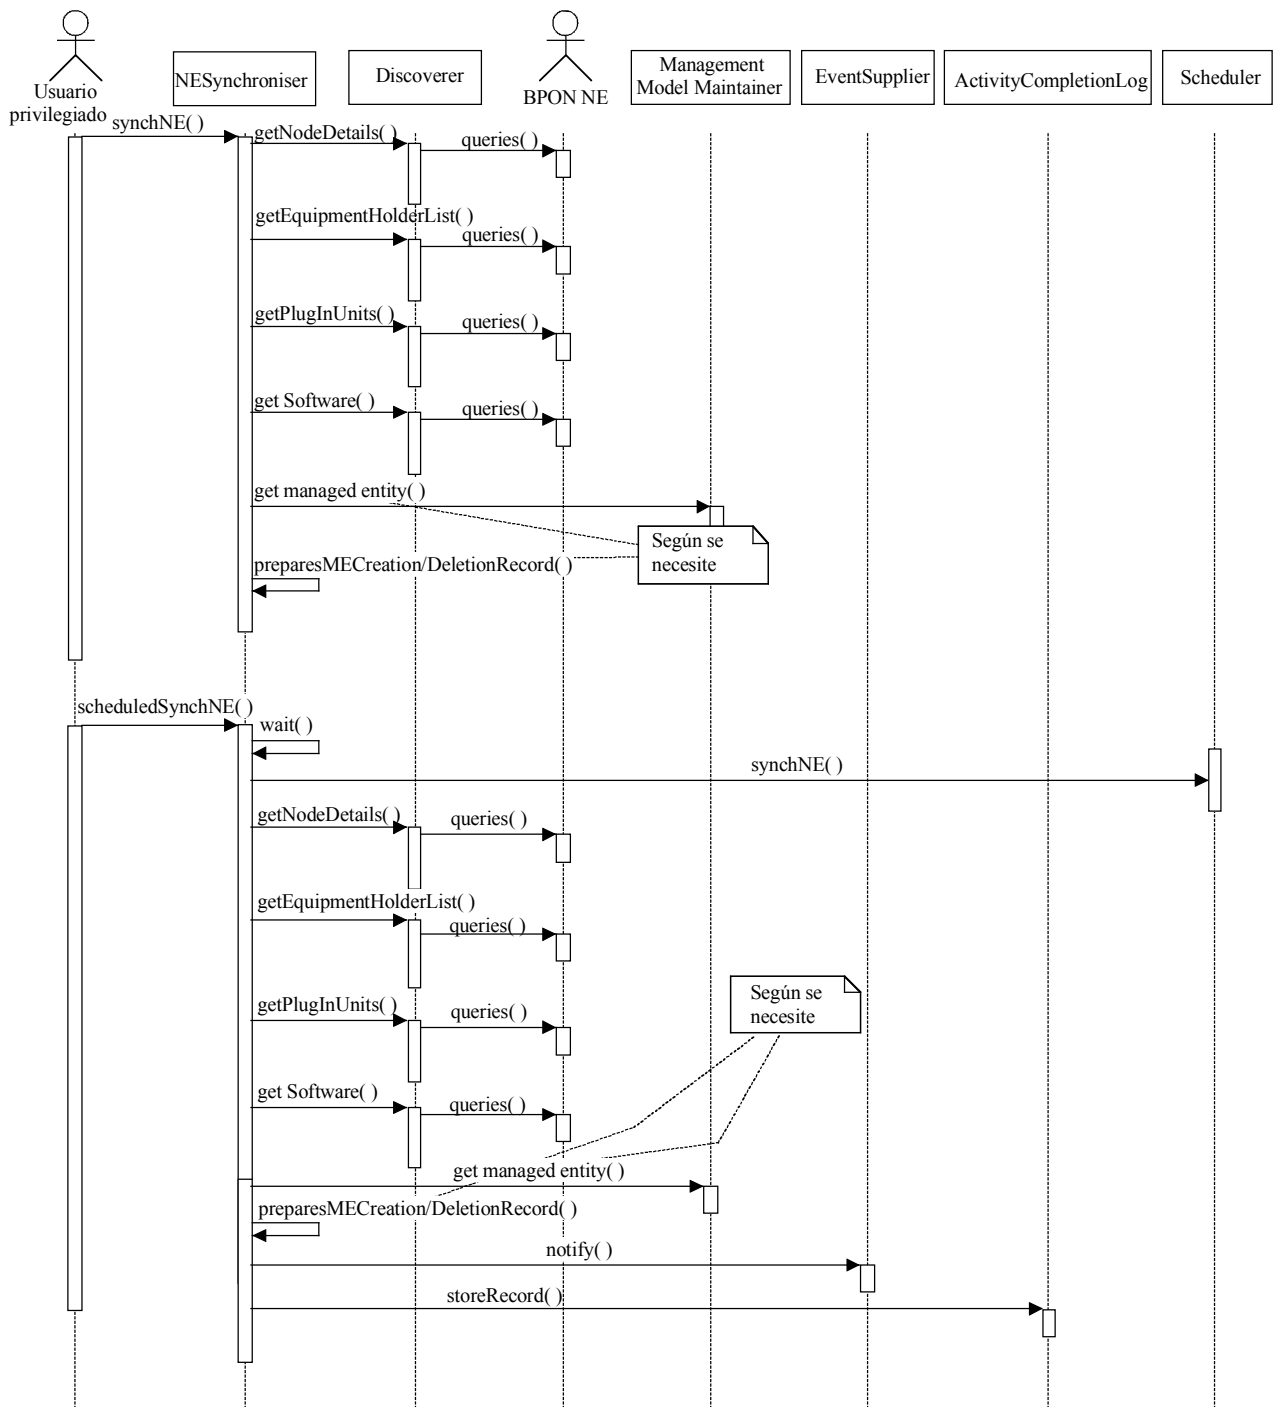 Usuario
privilegiado
NESynchroniser
Discoverer
BPON NE
Management
Model Maintainer
EventSupplier
ActivityCompletionLog
Scheduler
synchNE( )
getNodeDetails( )
queries( )
getEquipmentHolderList( )
queries( )
getPlugInUnits( )
queries( )
get Software( )
queries( )
get managed entity( )
Según se
necesite
preparesMECreation/DeletionRecord( )
scheduledSynchNE( )
wait( )
synchNE( )
getNodeDetails( )
queries( )
getEquipmentHolderList( )
queries( )
getPlugInUnits( )
queries( )
Según se
necesite
get Software( )
queries( )
get managed entity( )
preparesMECreation/DeletionRecord( )
notify( )
storeRecord( )